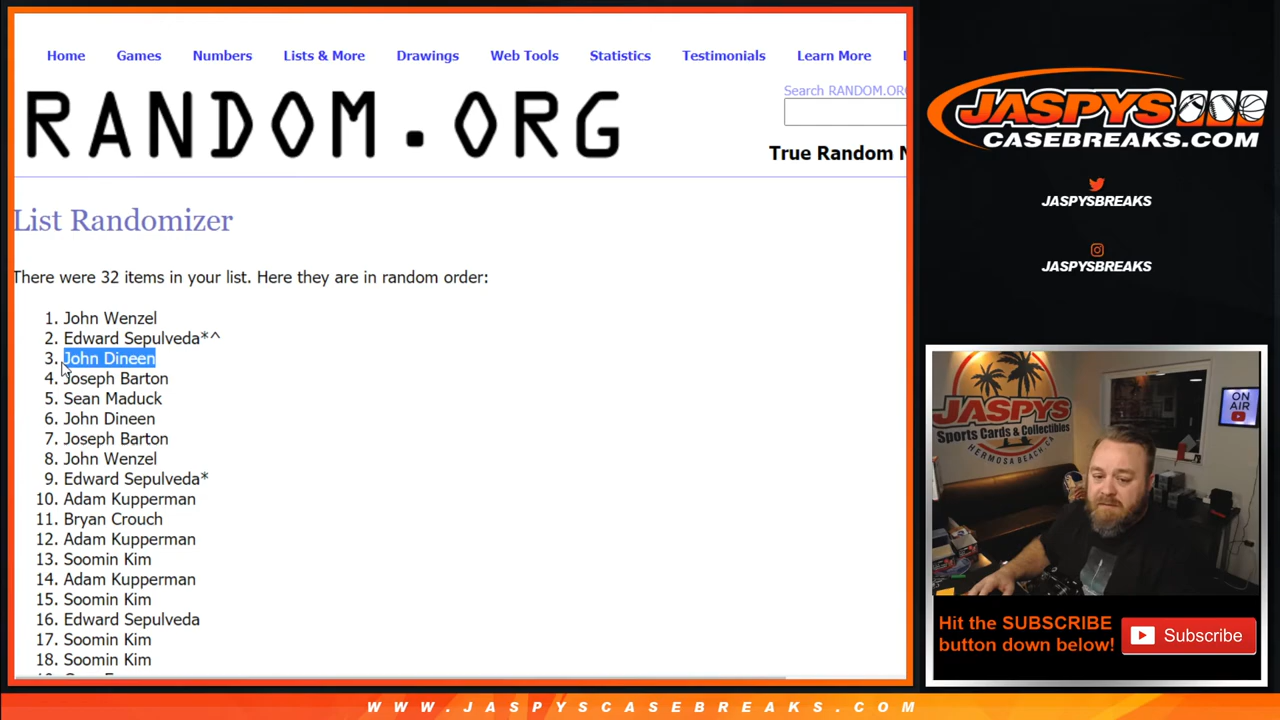 Home Games Numbers Lists & More Drawings Web Tools Statistics Testimonials Learn More
Search RANDOM.ORG
RANDOM.ORG
True Random N
List Randomizer
There were 32 items in your list. Here they are in random order:
1. John Wenzel
2. Edward Sepulveda*^
3. John Dineen
4. Joseph Barton
5. Sean Maduck
6. John Dineen
7. Joseph Barton
8. John Wenzel
9. Edward Sepulveda*
10. Adam Kupperman
11. Bryan Crouch
12. Adam Kupperman
13. Soomin Kim
14. Adam Kupperman
15. Soomin Kim
16. Edward Sepulveda
17. Soomin Kim
18. Soomin Kim
JASPYS
CASEBREAKS.COM
JASPYSBREAKS
JASPYSBREAKS
JASPYS
Sports Cards & Collectibles
HERMOSA BEACH, CA
ON
AIR
Hit the SUBSCRIBE
button down below!
Subscribe
WWW.JASPYSCASEBREAKS.COM